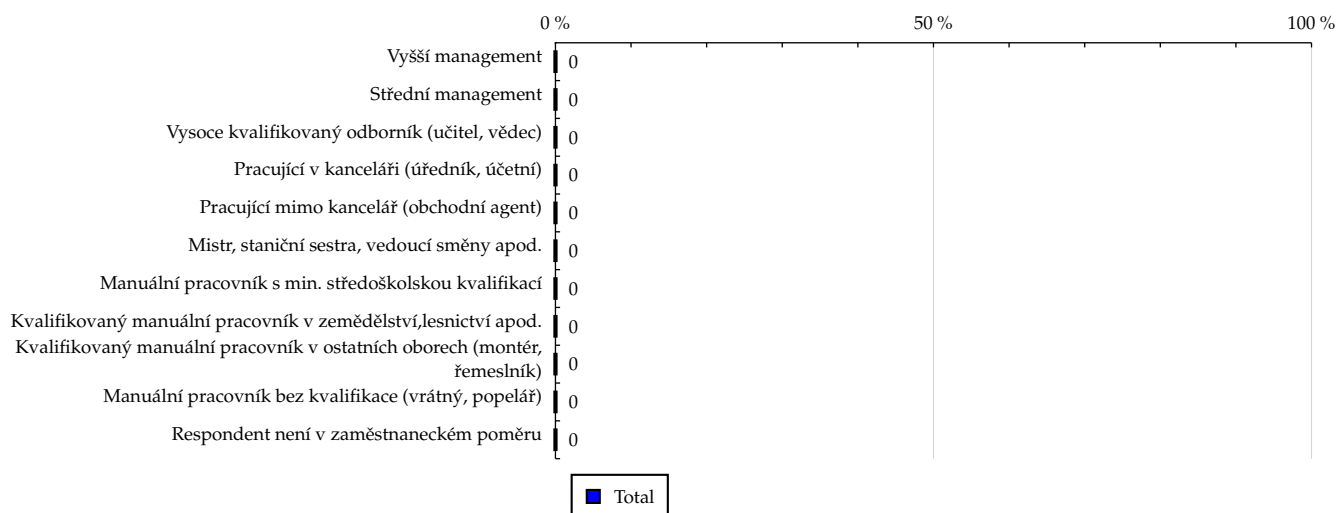 0 % 50 % 100 %
Vyšší management 0
Střední management 0
Vysoce kvalifikovaný odborník (učitel, vědec) 0
Pracující v kanceláři (úředník, účetní) 0
Pracující mimo kancelář (obchodní agent) 0
Mistr, staniční sestra, vedoucí směny apod. 0
Manuální pracovník s min. středoškolskou kvalifikací 0
Kvalifikovaný manuální pracovník v zemědělství,lesnictví apod. 0
Kvalifikovaný manuální pracovník v ostatních oborech (montér,
řemeslník) 0
Manuální pracovník bez kvalifikace (vrátný, popelář) 0
Respondent není v zaměstnaneckém poměru 0
Total